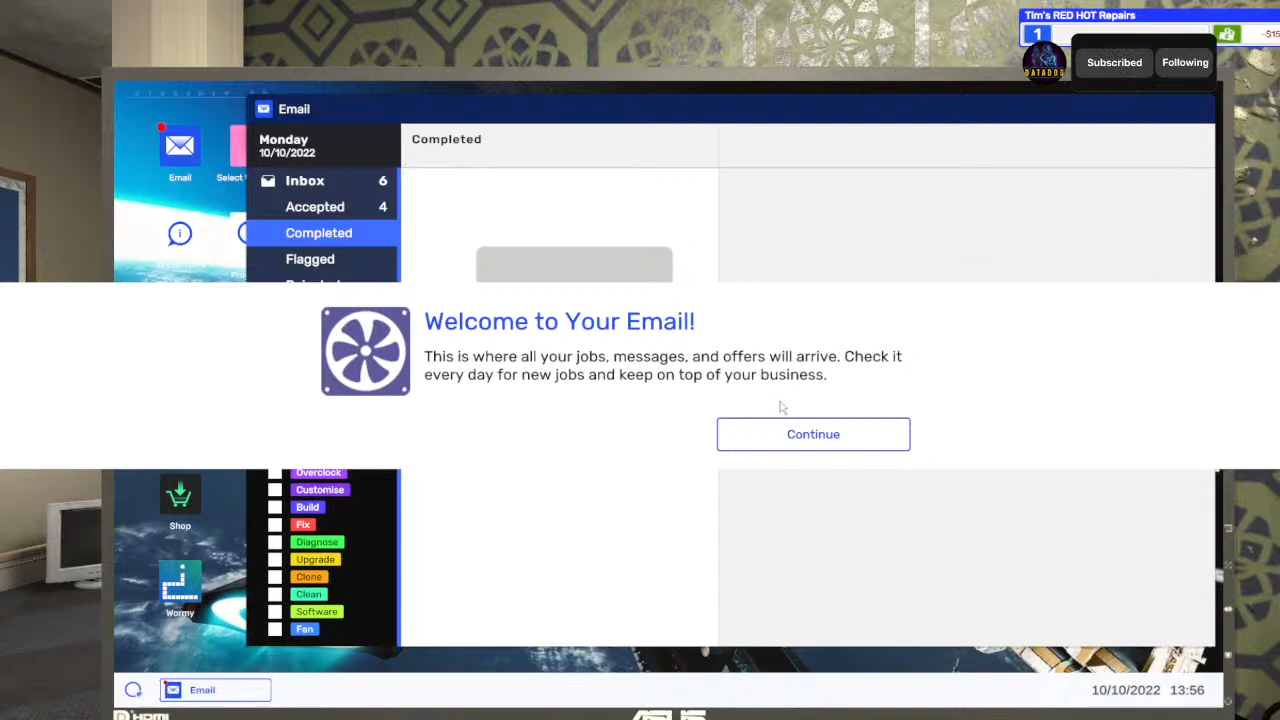 Tim's RED HOT Repairs
1
-$15
DATADOG
Subscribed
Following
Email
Monday
10/10/2022
Completed
Email
Inbox 6
Accepted 4
Completed
Flagged
Welcome to Your Email!
This is where all your jobs, messages, and offers will arrive. Check it
every day for new jobs and keep on top of your business.
Continue
Overclock
Customise
Build
Fix
Diagnose
Upgrade
Clone
Clean
Software
Fan
Shop
Wormy
Email
10/10/2022 13:56
HDMI